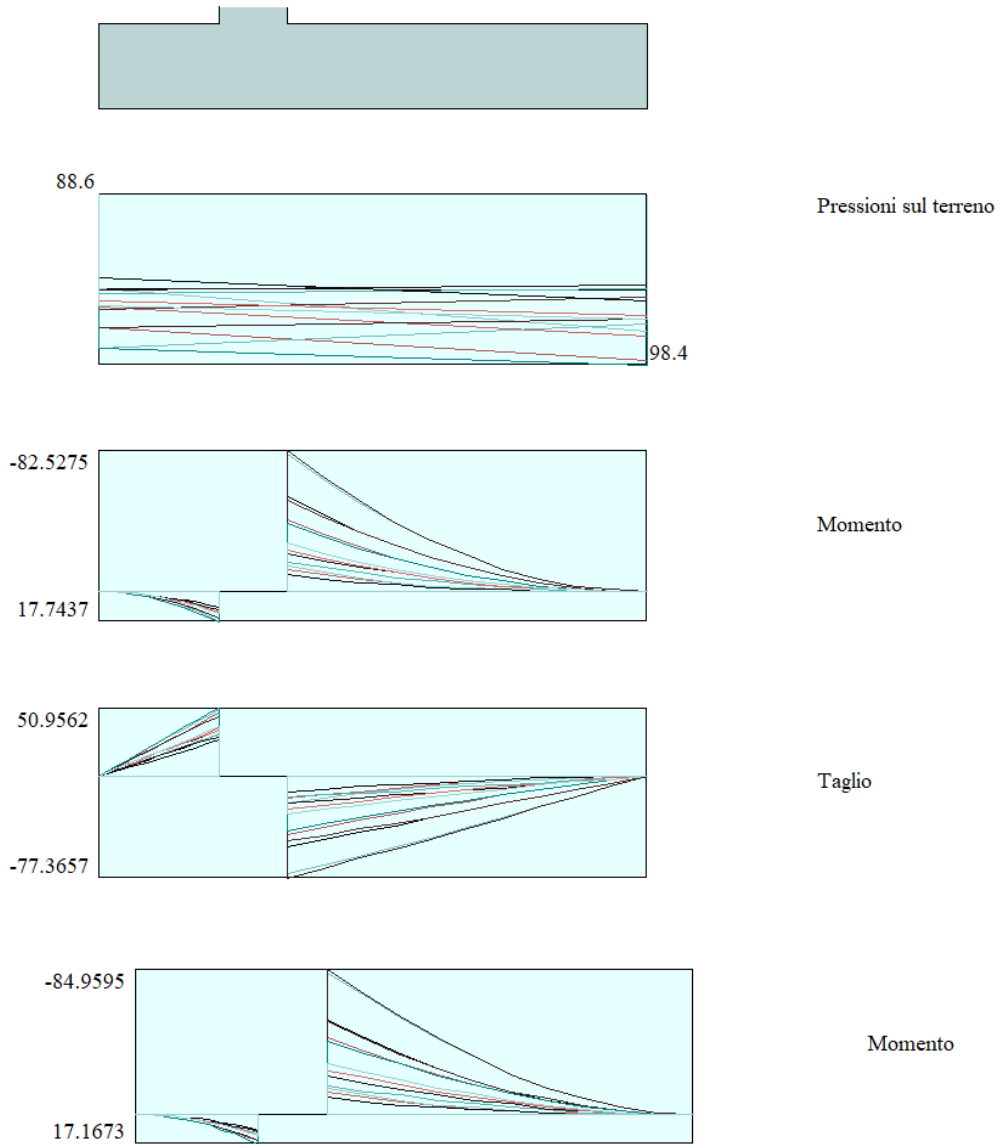 88.6
Pressioni sul terreno
98.4
-82.5275
Momento
17.7437
50.9562
Taglio
-77.3657
-84.9595
Momento
17.1673